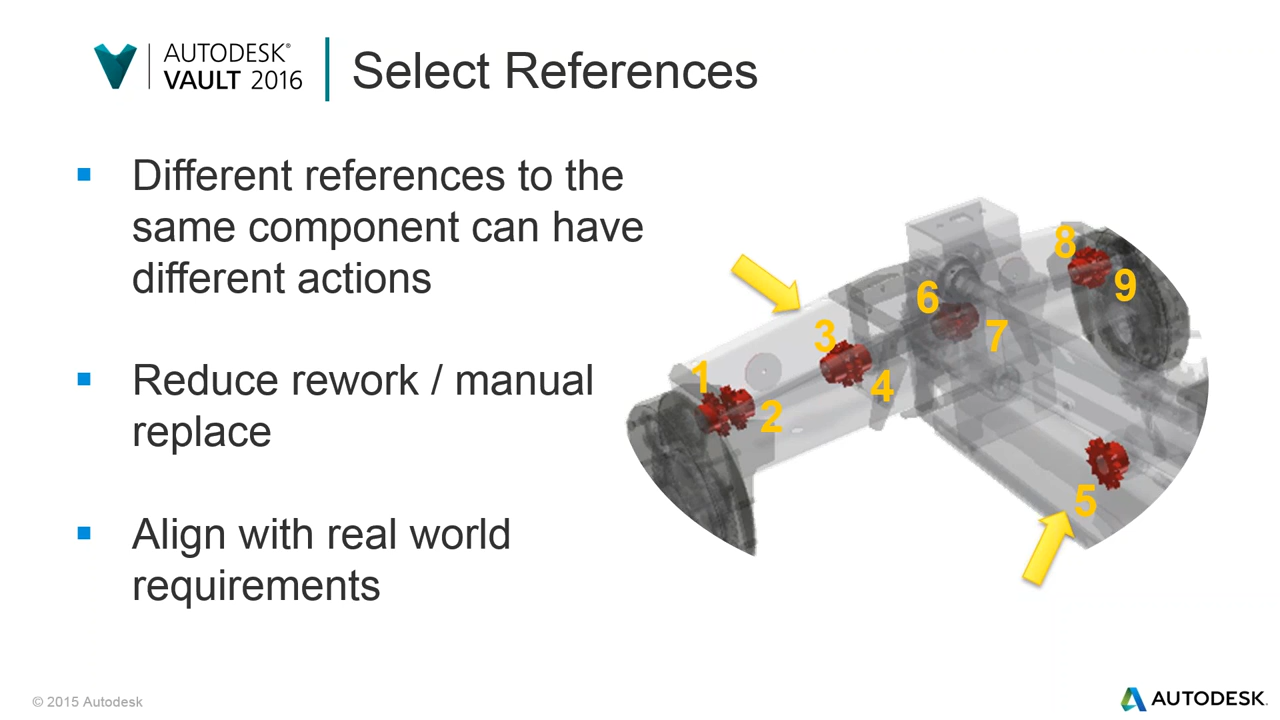 AUTODESK®
VAULT 2016
Select References
Different references to the
same component can have
different actions
Reduce rework / manual
replace
Align with real world
requirements
1
2
3
4
5
6
7
8
9
© 2015 Autodesk
AUTODESK.